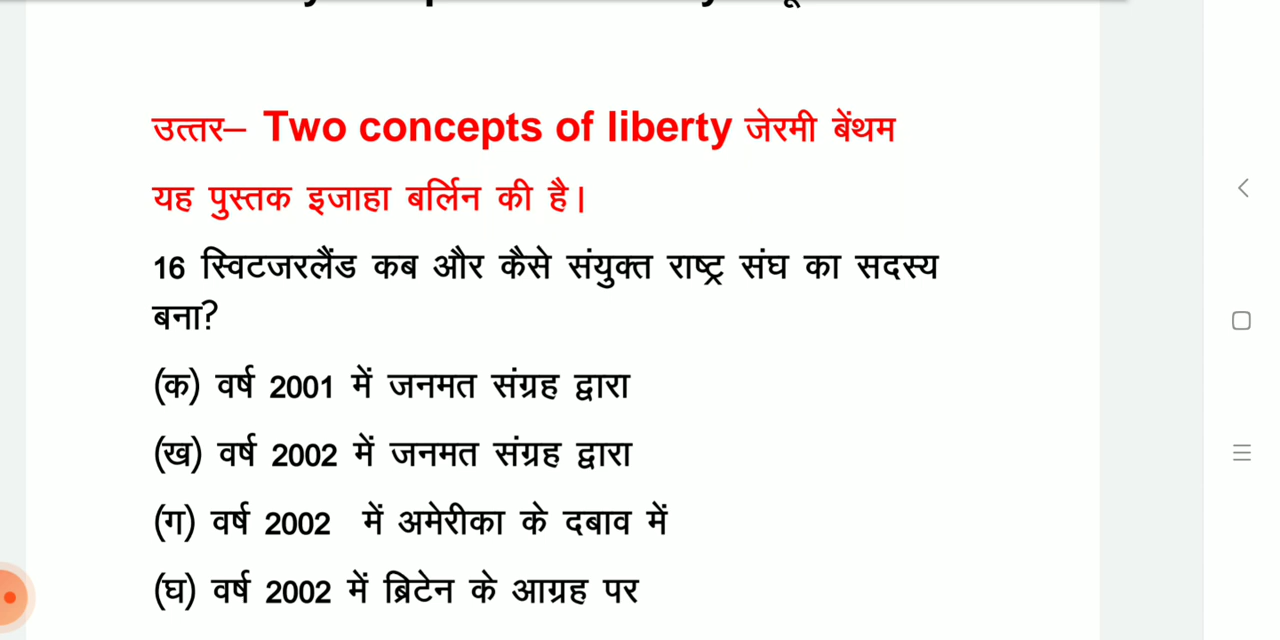 उत्तर– Two concepts of liberty जेरमी बेंथम
यह पुस्तक इजाहा बर्लिन की है।
16 स्विटजरलैंड कब और कैसे संयुक्त राष्ट्र संघ का सदस्य
बना?
(क) वर्ष 2001 में जनमत संग्रह द्वारा
(ख) वर्ष 2002 में जनमत संग्रह द्वारा
(ग) वर्ष 2002 में अमेरीका के दबाव में
(घ) वर्ष 2002 में ब्रिटेन के आग्रह पर